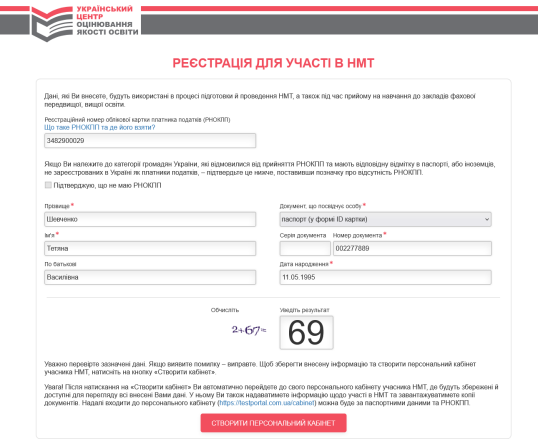 УКРАЇНСЬКИЙ
ЦЕНТР
ОЦІНЮВАННЯ
ЯКОСТІ ОСВІТИ
РЕЄСТРАЦІЯ ДЛЯ УЧАСТІ В НМТ
Дані, які Ви внесете, будуть використані в процесі підготовки й проведення НМТ, а також під час прийому на навчання до закладів фахової
передвищої, вищої освіти.
Реєстраційний номер облікової картки платника податків (РНОКПП)
Що таке РНОКПП та де його взяти?
3482900029
Якщо Ви належите до категорії громадян України, які відмовилися від прийняття РНОКПП та мають відповідну відмітку в паспорті, або іноземців,
не зареєстрованих в Україні як платники податків, – підтвердьте це нижче, поставивши позначку про відсутність РНОКПП.
Підтверджую, що не маю РНОКПП
Прізвище *
Документ, що посвідчує особу *
Шевченко
паспорт (у формі ID картки)
Ім'я *
Серія документа Номер документа *
Тетяна
002277889
По батькові
Дата народження *
Василівна
11.05.1995
Обчисліть
Уведіть результат
2+67=
69
Уважно перевірте зазначені дані. Якщо виявите помилку – виправте. Щоб зберегти внесену інформацію та створити персональний кабінет
учасника НМТ, натисніть на кнопку «Створити кабінет».
Увага! Після натискання на «Створити кабінет» Ви автоматично перейдете до свого персонального кабінету учасника НМТ, де будуть збережені й
доступні для перегляду всі внесені Вами дані. У ньому Ви також надаватимете інформацію щодо участі в НМТ та завантажуватимете копії
документів. Надалі входити до персонального кабінету (https://testportal.com.ua/cabinet) можна буде за паспортними даними та РНОКПП.
СТВОРИТИ ПЕРСОНАЛЬНИЙ КАБІНЕТ